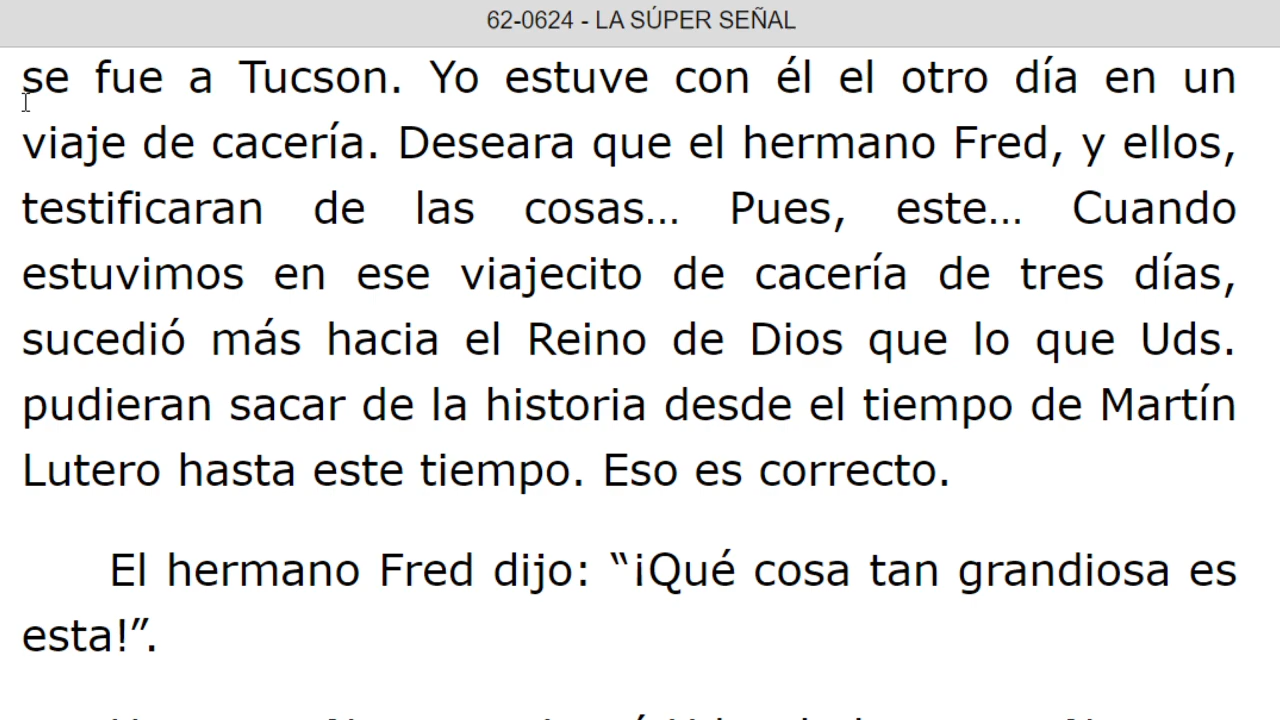 62-0624 - LA SÚPER SEÑAL
se fue a Tucson. Yo estuve con él el otro día en un
viaje de cacería. Deseara que el hermano Fred, y ellos,
testificaran de las cosas… Pues, este… Cuando
estuvimos en ese viajecito de cacería de tres días,
sucedió más hacia el Reino de Dios que lo que Uds.
pudieran sacar de la historia desde el tiempo de Martín
Lutero hasta este tiempo. Eso es correcto.
El hermano Fred dijo: “¡Qué cosa tan grandiosa es
esta!”.